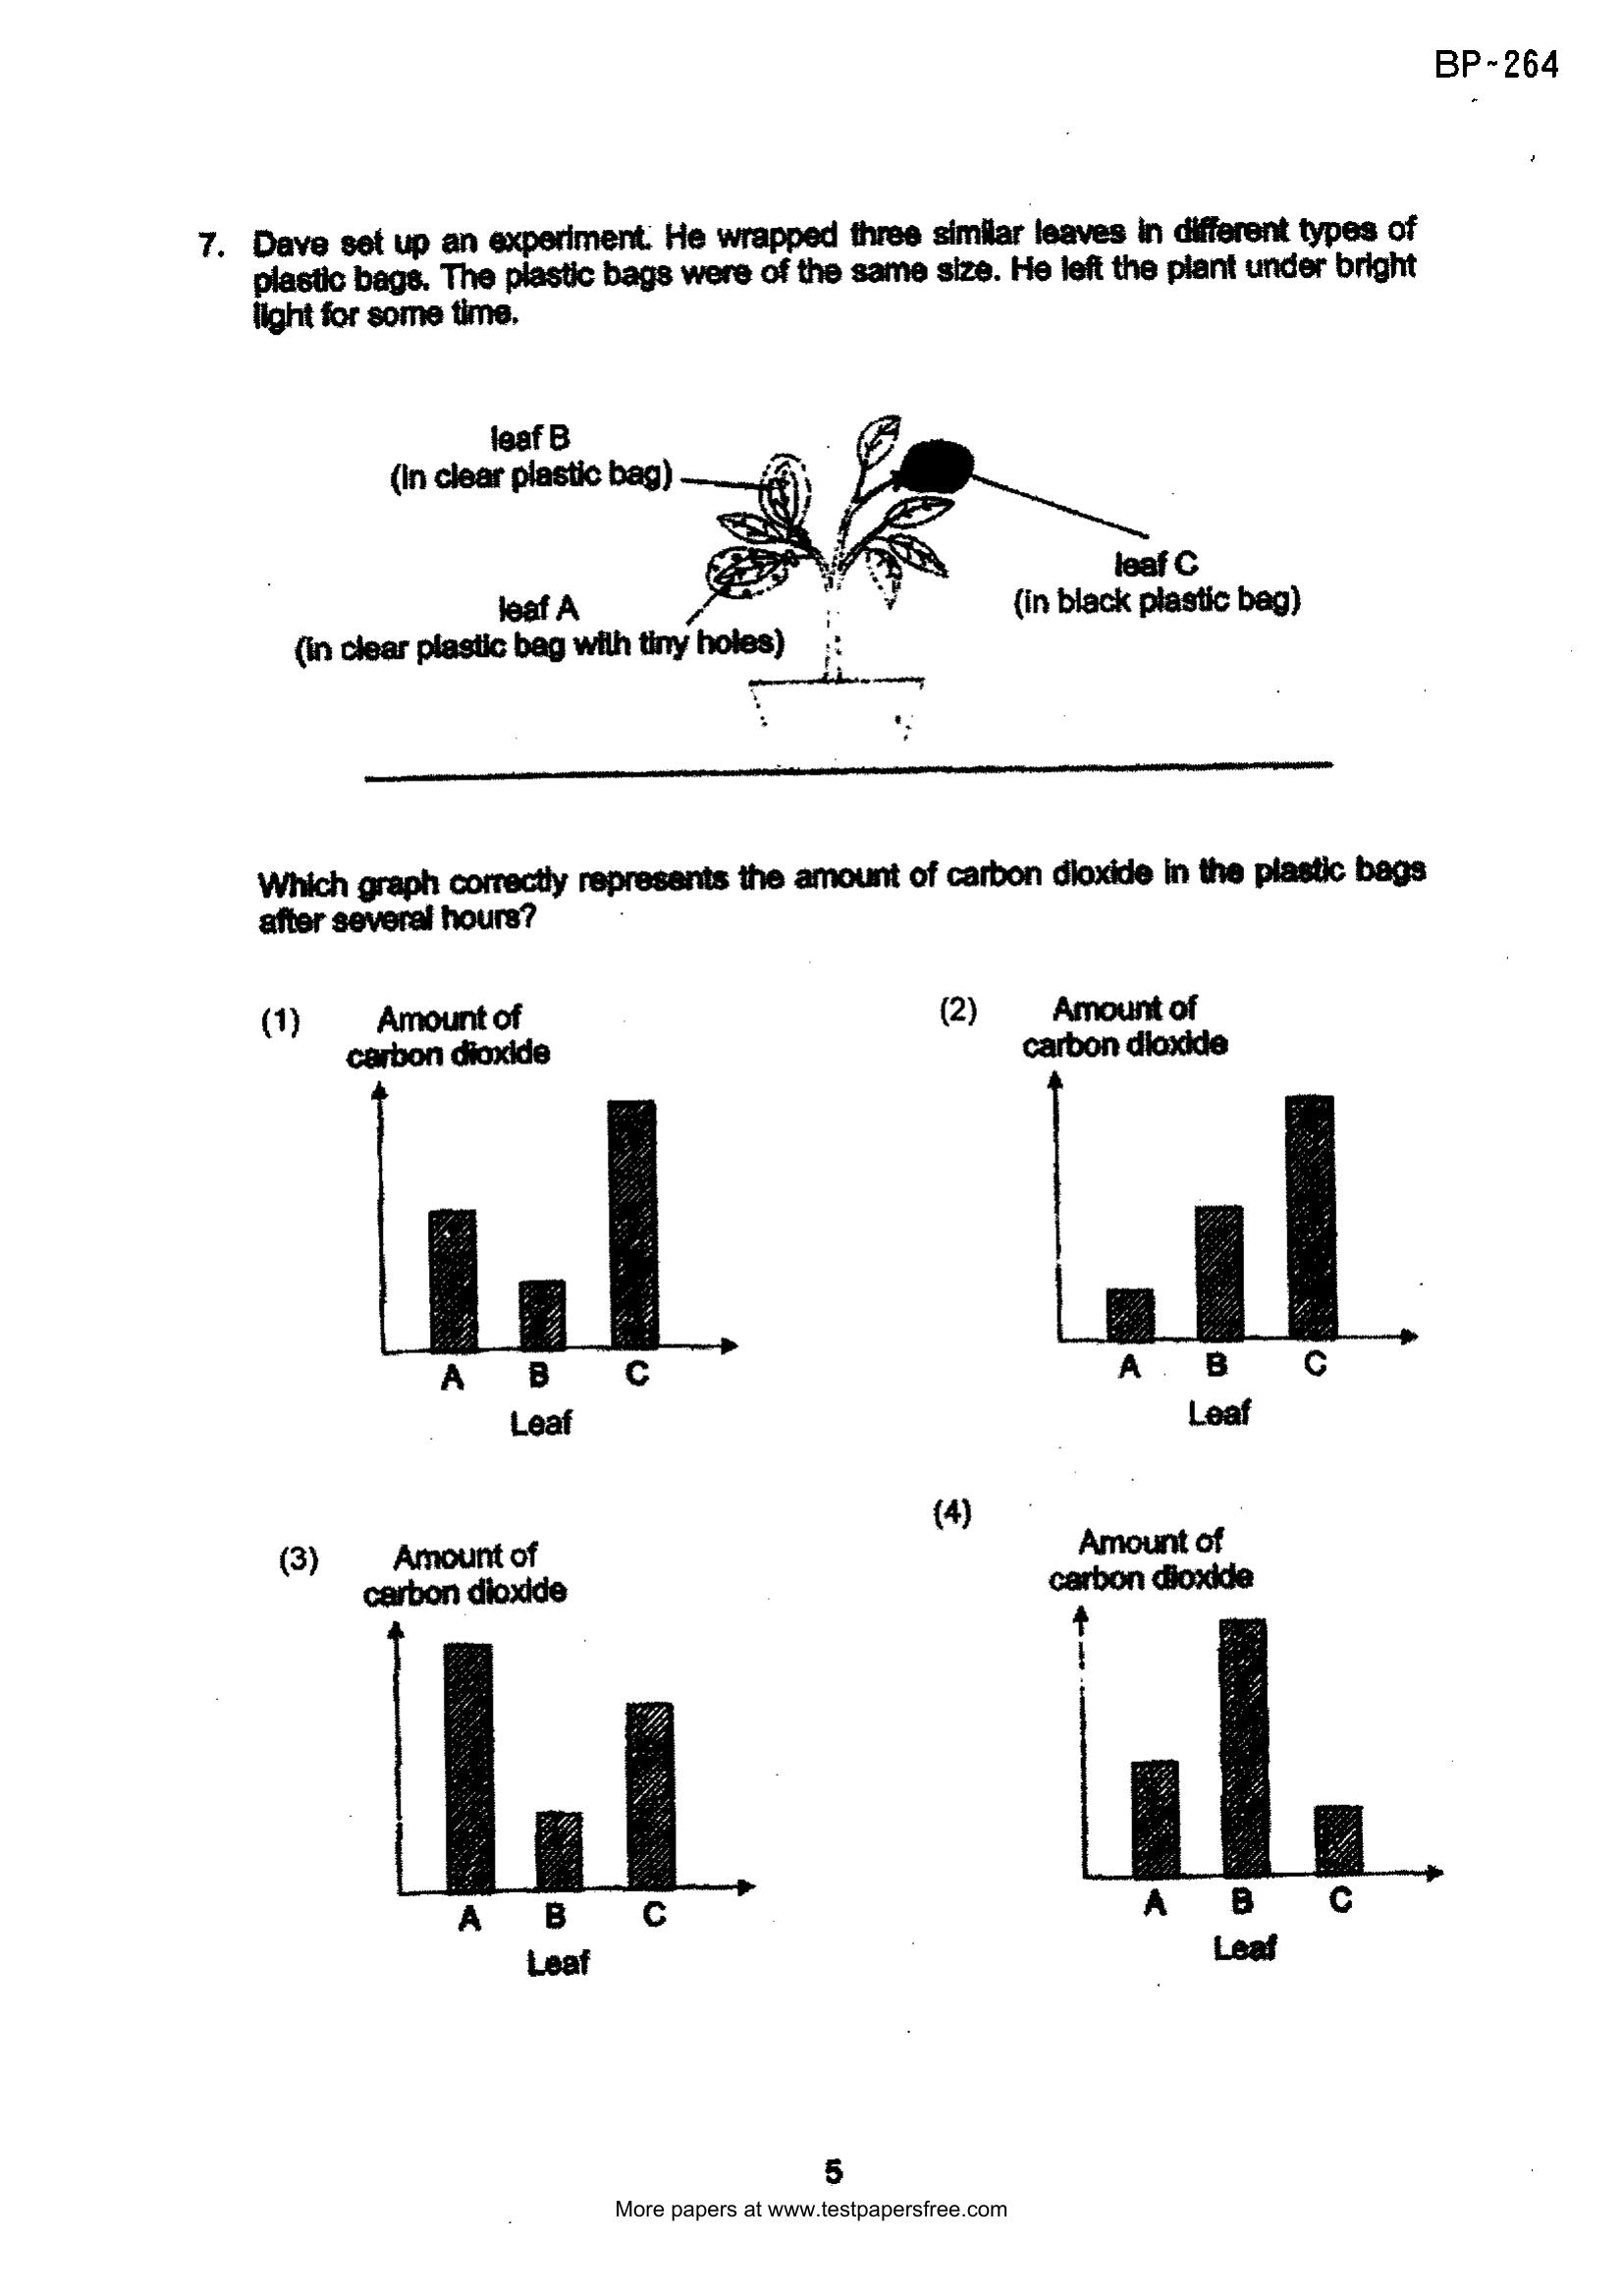 BP-264
7. Dave set up an experiment. He wrapped three similar leaves in different types of
plastic bags. The plastic bags were of the same size. He left the plant under bright
light for some time.
leaf B
(in clear plastic bag)
leaf C
(in black plastic bag)
leaf A
(in clear plastic bag with tiny holes)
Which graph correctly represents the amount of carbon dioxide in the plastic bags
after several hours?
(1) Amount of
carbon dioxide
A B C
Leaf
(2) Amount of
carbon dioxide
A B C
Leaf
(3) Amount of
carbon dioxide
A B C
Leaf
(4)
Amount of
carbon dioxide
A B C
Leaf
5
More papers at www.testpapersfree.com